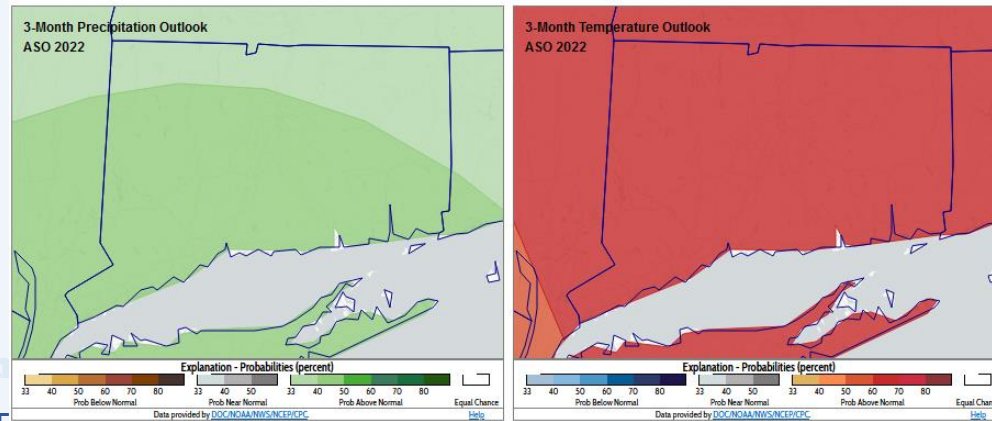 3-Month Precipitation Outlook
ASO 2022
Explanation - Probabilities (percent)
33 40 50 60 70 80 33 40 50 33 40 50 60 70 80
Prob Below Normal Prob Near Normal Prob Above Normal Equal Chance
Data provided by DOC/NOAA/NWS/NCEP/CPC. Help
3-Month Temperature Outlook
ASO 2022
Explanation - Probabilities (percent)
33 40 50 60 70 80 33 40 50 33 40 50 60 70 80
Prob Below Normal Prob Near Normal Prob Above Normal Equal Chan
Data provided by DOC/NOAA/NWS/NCEP/CPC. Help